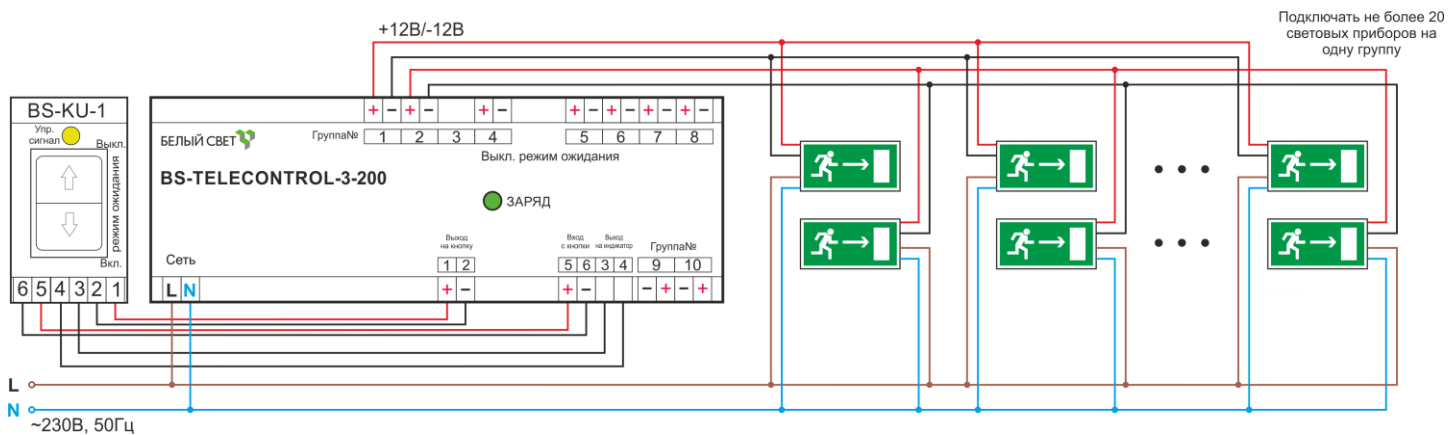 +12В/-12В
Подключать не более 20
световых приборов на
одну группу
BS-KU-1
Упр.
сигнал
Выкл.
режим ожидания
Вкл.
6 5 4 3 2 1
+ − + − + − + − + − + − + −
БЕЛЫЙ СВЕТ
Группа№ 1 2 3 4 5 6 7 8
Выкл. режим ожидания
BS-TELECONTROL-3-200
ЗАРЯД
Выход
на кнопку
Вход
с кнопки
Выход
на индикатор
Группа№
Сеть
1 2 5 6 3 4 9 10
L N + − + − − + − +
L
N
~230В, 50Гц